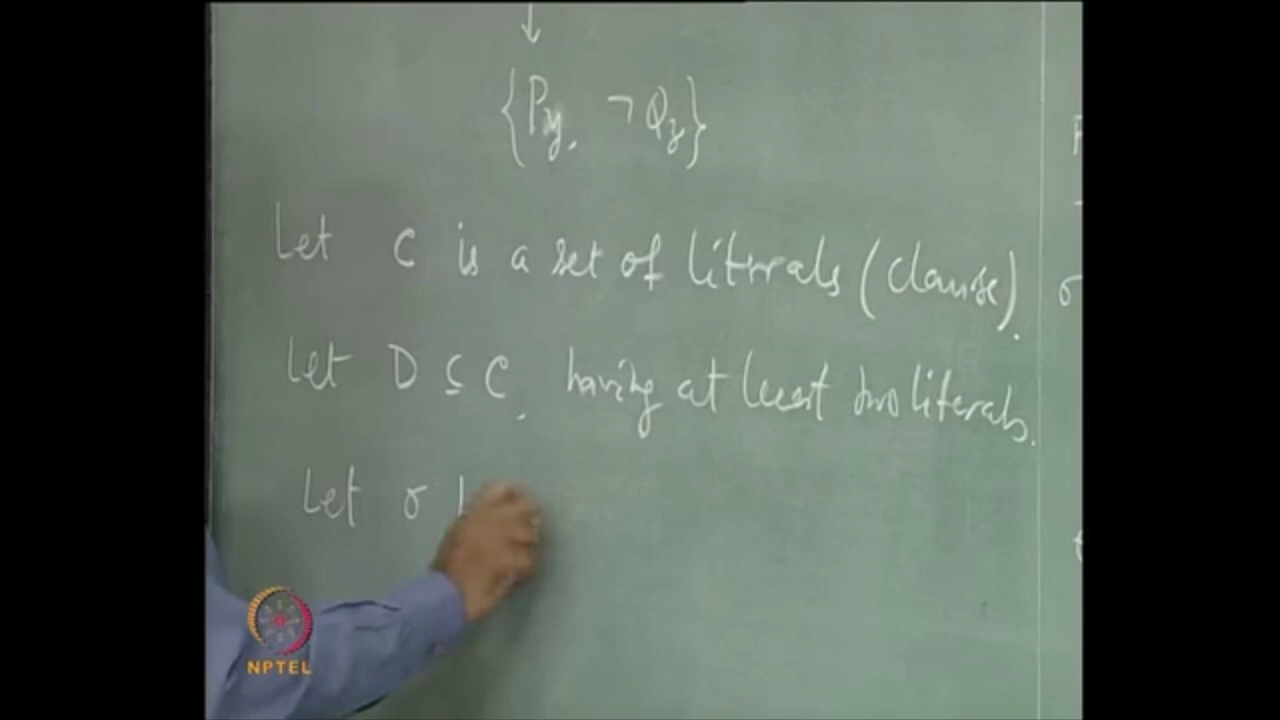 ↓
{Py, ¬Qz}
Let C is a set of literals (clause). σ
Let D ⊆ C, having at least two literals.
Let σ
NPTEL